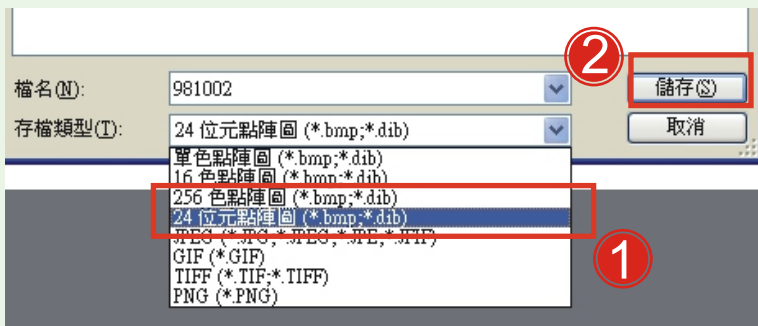 ②
檔名(N):
981002
儲存(S)
存檔類型(T):
24 位元點陣圖 (*.bmp;*.dib)
取消
單色點陣圖 (*.bmp;*.dib)
16 色點陣圖 (*.bmp;*.dib)
256 色點陣圖 (*.bmp;*.dib)
24 位元點陣圖 (*.bmp;*.dib)
JPEG (*.JPG;*.JPEG;*.JPE;*.JFIF)
GIF (*.GIF)
TIFF (*.TIF;*.TIFF)
PNG (*.PNG)
①